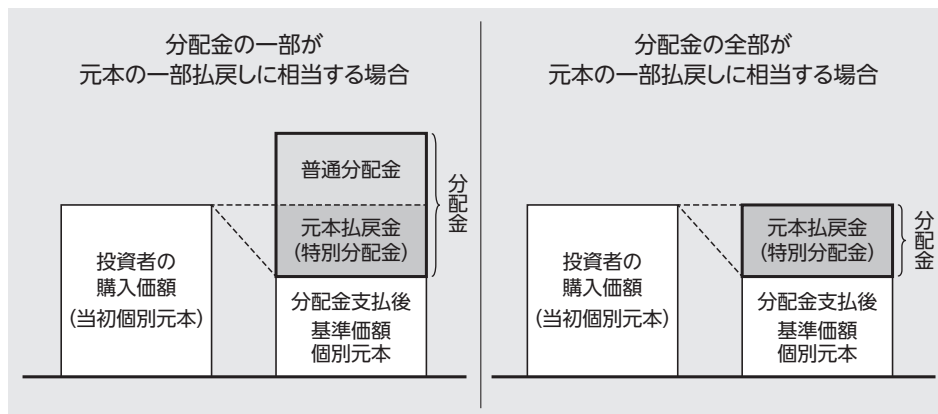 分配金の一部が
元本の一部払戻しに相当する場合
普通分配金
元本払戻金
(特別分配金)
分配金
投資者の
購入価額
(当初個別元本)
分配金支払後
基準価額
個別元本
分配金の全部が
元本の一部払戻しに相当する場合
元本払戻金
(特別分配金)
分配金
投資者の
購入価額
(当初個別元本)
分配金支払後
基準価額
個別元本